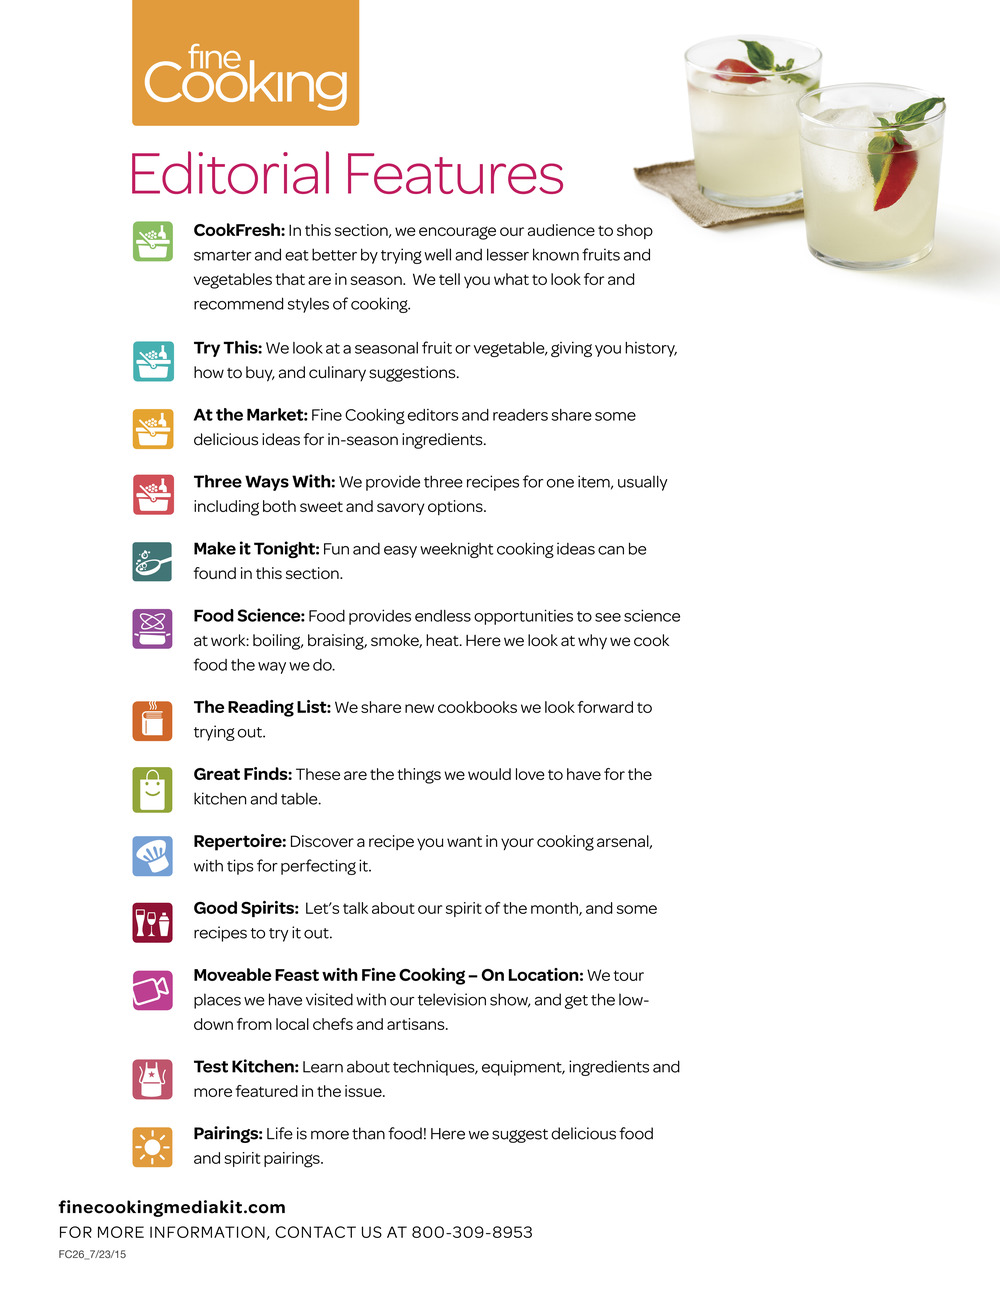 fine
Cooking
Editorial Features
CookFresh: In this section, we encourage our audience to shop
smarter and eat better by trying well and lesser known fruits and
vegetables that are in season.  We tell you what to look for and
recommend styles of cooking.
Try This: We look at a seasonal fruit or vegetable, giving you history,
how to buy, and culinary suggestions.
At the Market: Fine Cooking editors and readers share some
delicious ideas for in-season ingredients.
Three Ways With: We provide three recipes for one item, usually
including both sweet and savory options.
Make it Tonight: Fun and easy weeknight cooking ideas can be
found in this section.
Food Science: Food provides endless opportunities to see science
at work: boiling, braising, smoke, heat. Here we look at why we cook
food the way we do.
The Reading List: We share new cookbooks we look forward to
trying out.
Great Finds: These are the things we would love to have for the
kitchen and table.
Repertoire: Discover a recipe you want in your cooking arsenal,
with tips for perfecting it.
Good Spirits:  Let's talk about our spirit of the month, and some
recipes to try it out.
Moveable Feast with Fine Cooking – On Location: We tour
places we have visited with our television show, and get the low-
down from local chefs and artisans.
Test Kitchen: Learn about techniques, equipment, ingredients and
more featured in the issue.
Pairings: Life is more than food! Here we suggest delicious food
and spirit pairings.
finecookingmediakit.com
FOR MORE INFORMATION, CONTACT US AT 800-309-8953
FC26_7/23/15